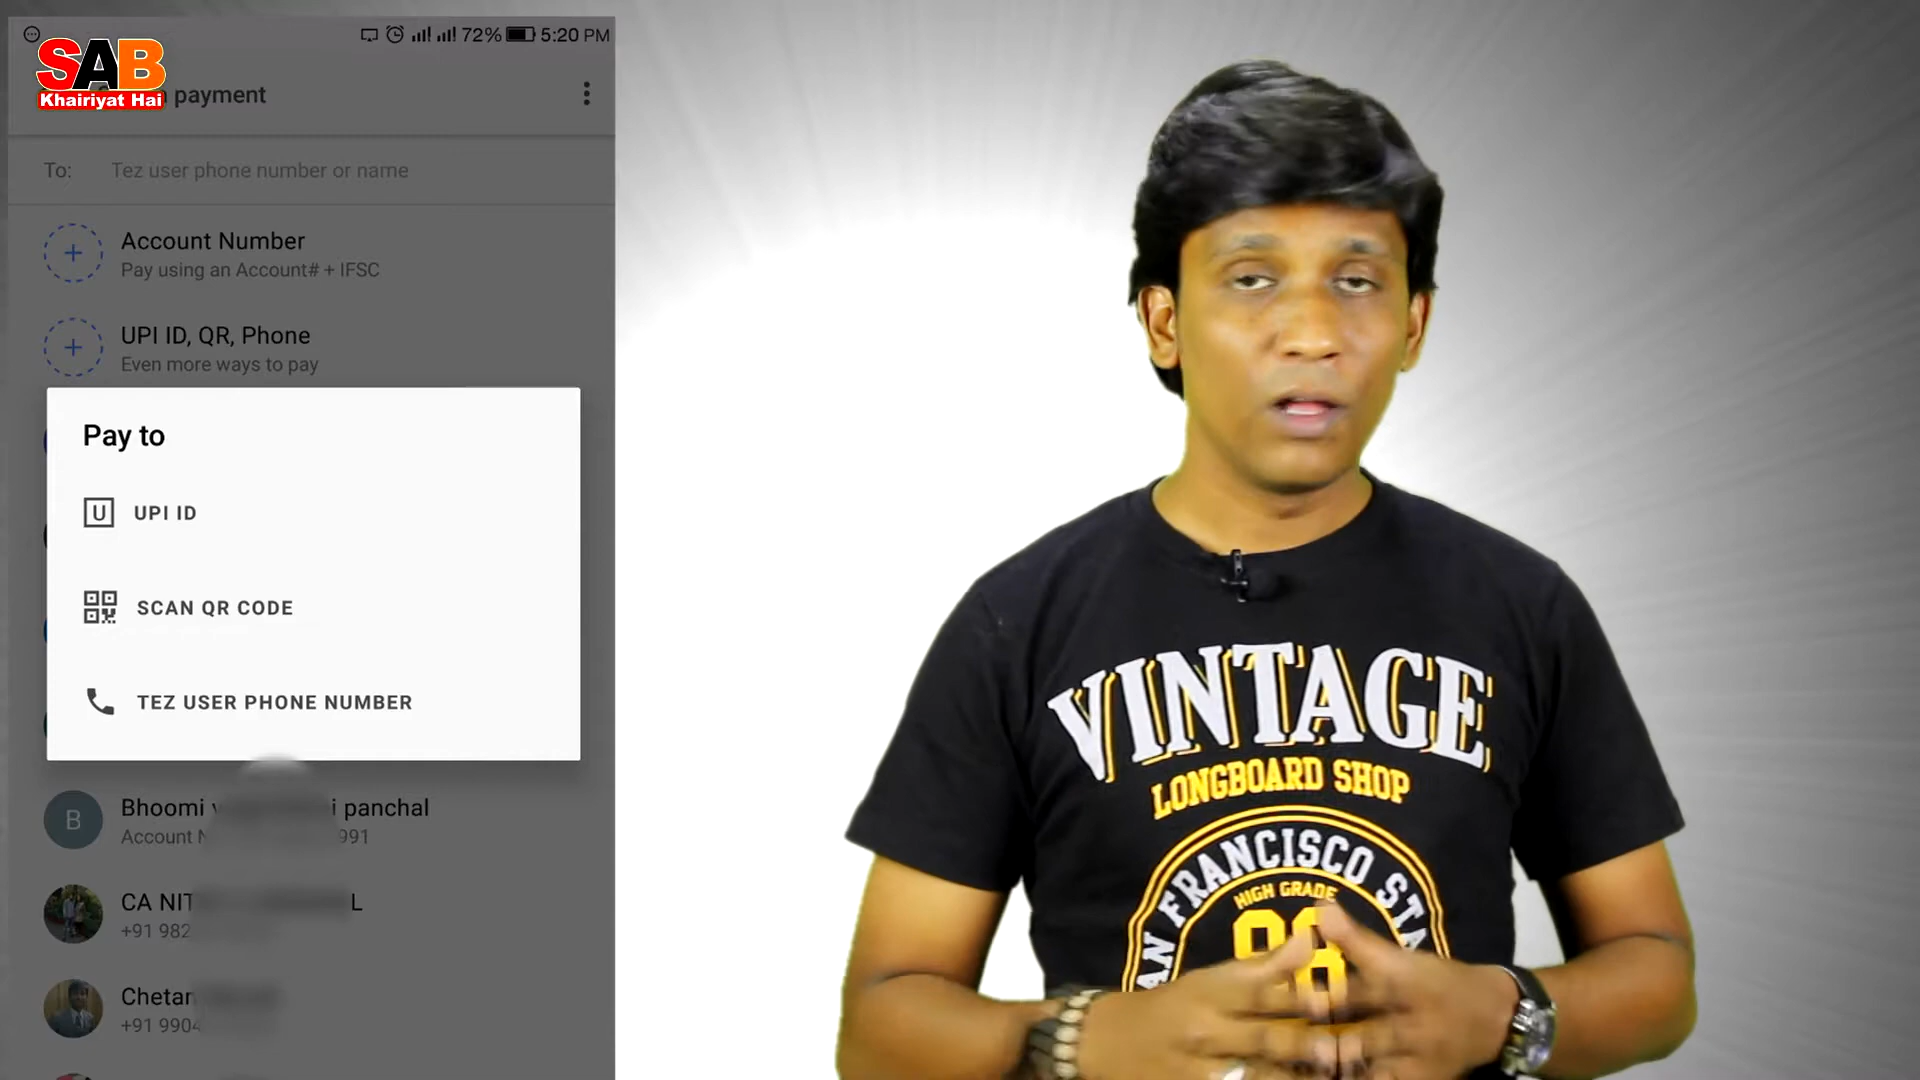 SAB
Khairiyat Hai
72% 5:20 PM
payment
To: Tez user phone number or name
Account Number
Pay using an Account# + IFSC
UPI ID, QR, Phone
Even more ways to pay
Pay to
U UPI ID
SCAN QR CODE
TEZ USER PHONE NUMBER
B Bhoomi panchal
Account 991
CA NIT L
+91 982
Chetan
+91 9904
VINTAGE
LONGBOARD SHOP
AN FRANCISCO STA
HIGH GRADE